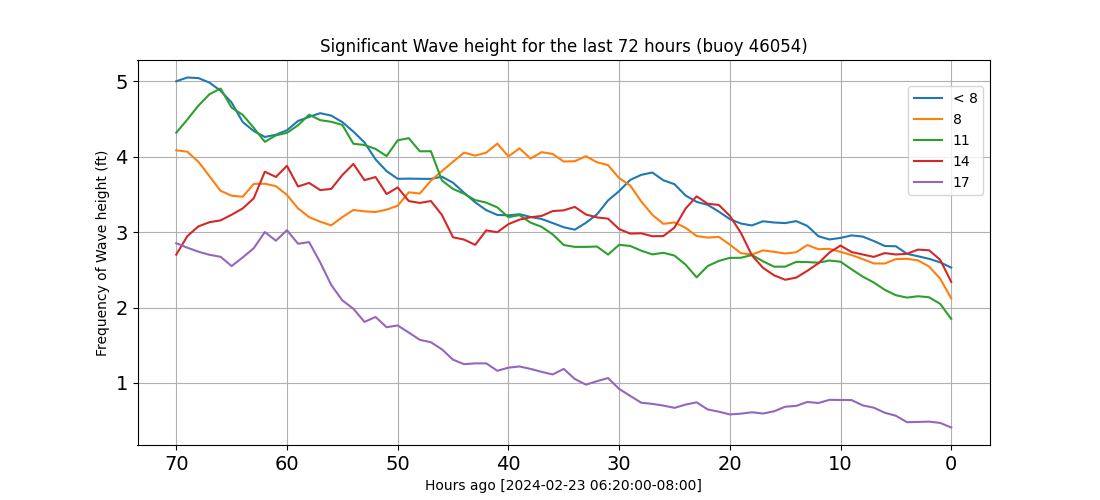 Significant Wave height for the last 72 hours (buoy 46054)
Frequency of Wave height (ft)
5
4
3
2
1
< 8
8
11
14
17
70 60 50 40 30 20 10 0
Hours ago [2024-02-23 06:20:00-08:00]